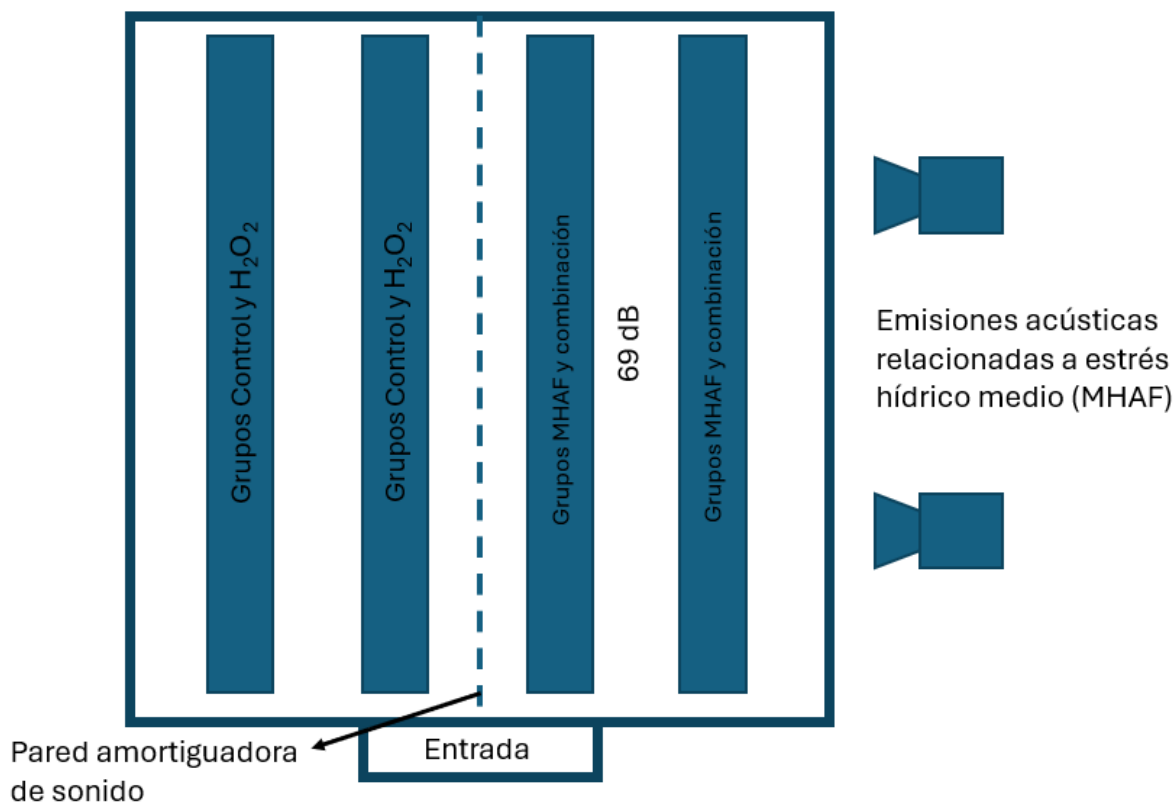 Grupos Control y H₂O₂
Grupos Control y H₂O₂
Grupos MHAF y combinación
69 dB
Grupos MHAF y combinación
Emisiones acústicas
relacionadas a estrés
hídrico medio (MHAF)
Pared amortiguadora
de sonido
Entrada